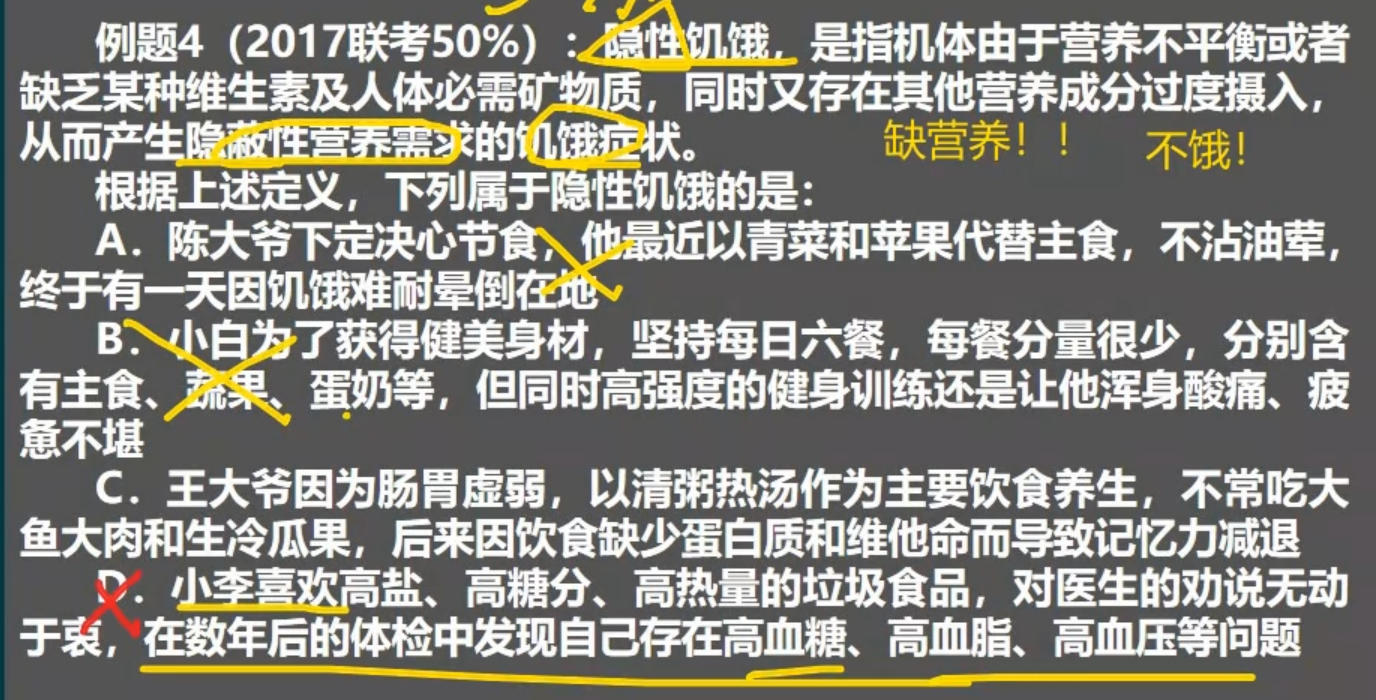 例题4（2017联考50%）：隐性饥饿，是指机体由于营养不平衡或者
缺乏某种维生素及人体必需矿物质，同时又存在其他营养成分过度摄入，
从而产生隐蔽性营养需求的饥饿症状。
缺营养！！ 不饿！
根据上述定义，下列属于隐性饥饿的是：
A．陈大爷下定决心节食，他最近以青菜和苹果代替主食，不沾油荤，
终于有一天因饥饿难耐晕倒在地
B．小白为了获得健美身材，坚持每日六餐，每餐分量很少，分别含
有主食、蔬果、蛋奶等，但同时高强度的健身训练还是让他浑身酸痛、疲
惫不堪
C．王大爷因为肠胃虚弱，以清粥热汤作为主要饮食养生，不常吃大
鱼大肉和生冷瓜果，后来因饮食缺少蛋白质和维他命而导致记忆力减退
D．小李喜欢高盐、高糖分、高热量的垃圾食品，对医生的劝说无动
于衷，在数年后的体检中发现自己存在高血糖、高血脂、高血压等问题